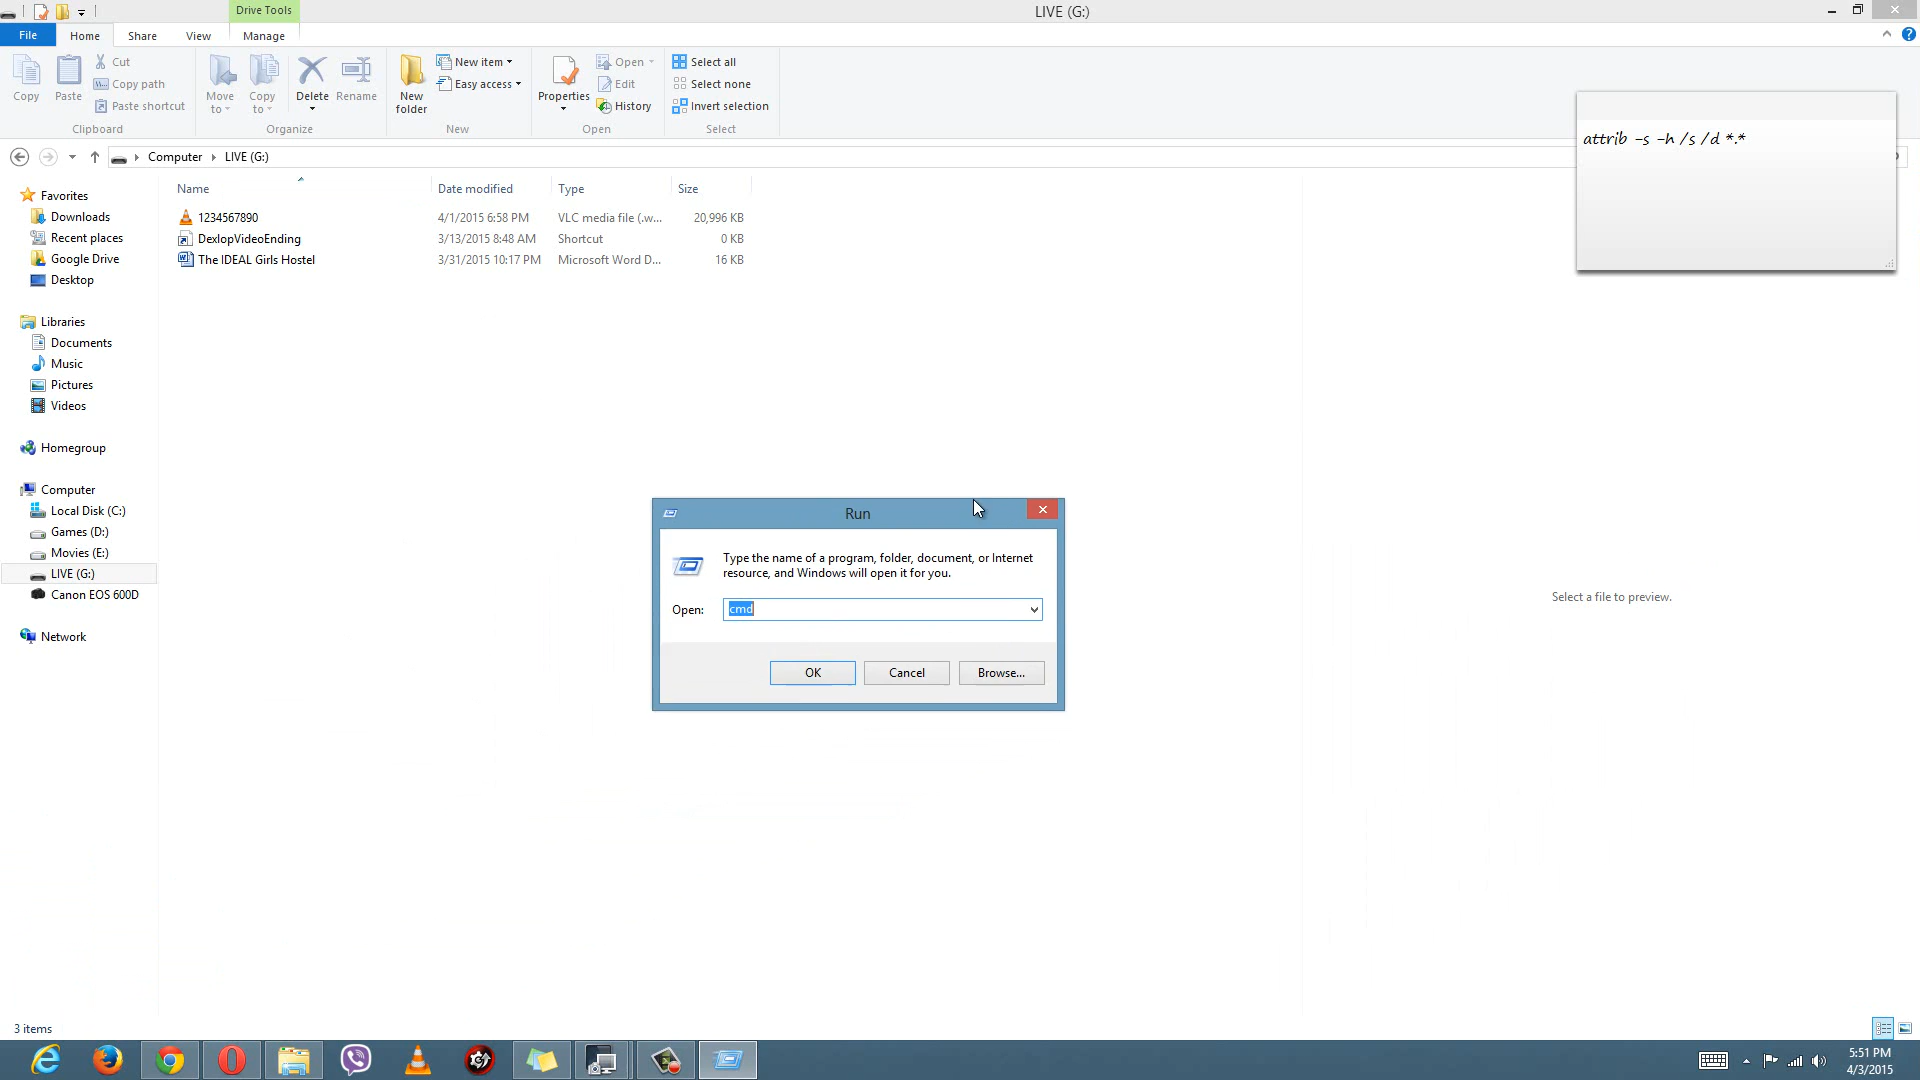 Drive Tools
LIVE (G:)
File
Home
Share
View
Manage
Copy
Paste
Cut
Copy path
Paste shortcut
Clipboard
Move to
Copy to
Delete
Rename
Organize
New folder
New item
Easy access
New
Properties
Open
Edit
History
Open
Select all
Select none
Invert selection
Select
Computer
LIVE (G:)
attrib -s -h /s /d *.*
Name
Date modified
Type
Size
1234567890
4/1/2015 6:58 PM
VLC media file (.w...
20,996 KB
DexlopVideoEnding
3/13/2015 8:48 AM
Shortcut
0 KB
The IDEAL Girls Hostel
3/31/2015 10:17 PM
Microsoft Word D...
16 KB
Favorites
Downloads
Recent places
Google Drive
Desktop
Libraries
Documents
Music
Pictures
Videos
Homegroup
Computer
Local Disk (C:)
Games (D:)
Movies (E:)
LIVE (G:)
Canon EOS 600D
Network
Run
Type the name of a program, folder, document, or Internet
resource, and Windows will open it for you.
Open:
cmd
OK
Cancel
Browse...
Select a file to preview.
3 items
5:51 PM
4/3/2015